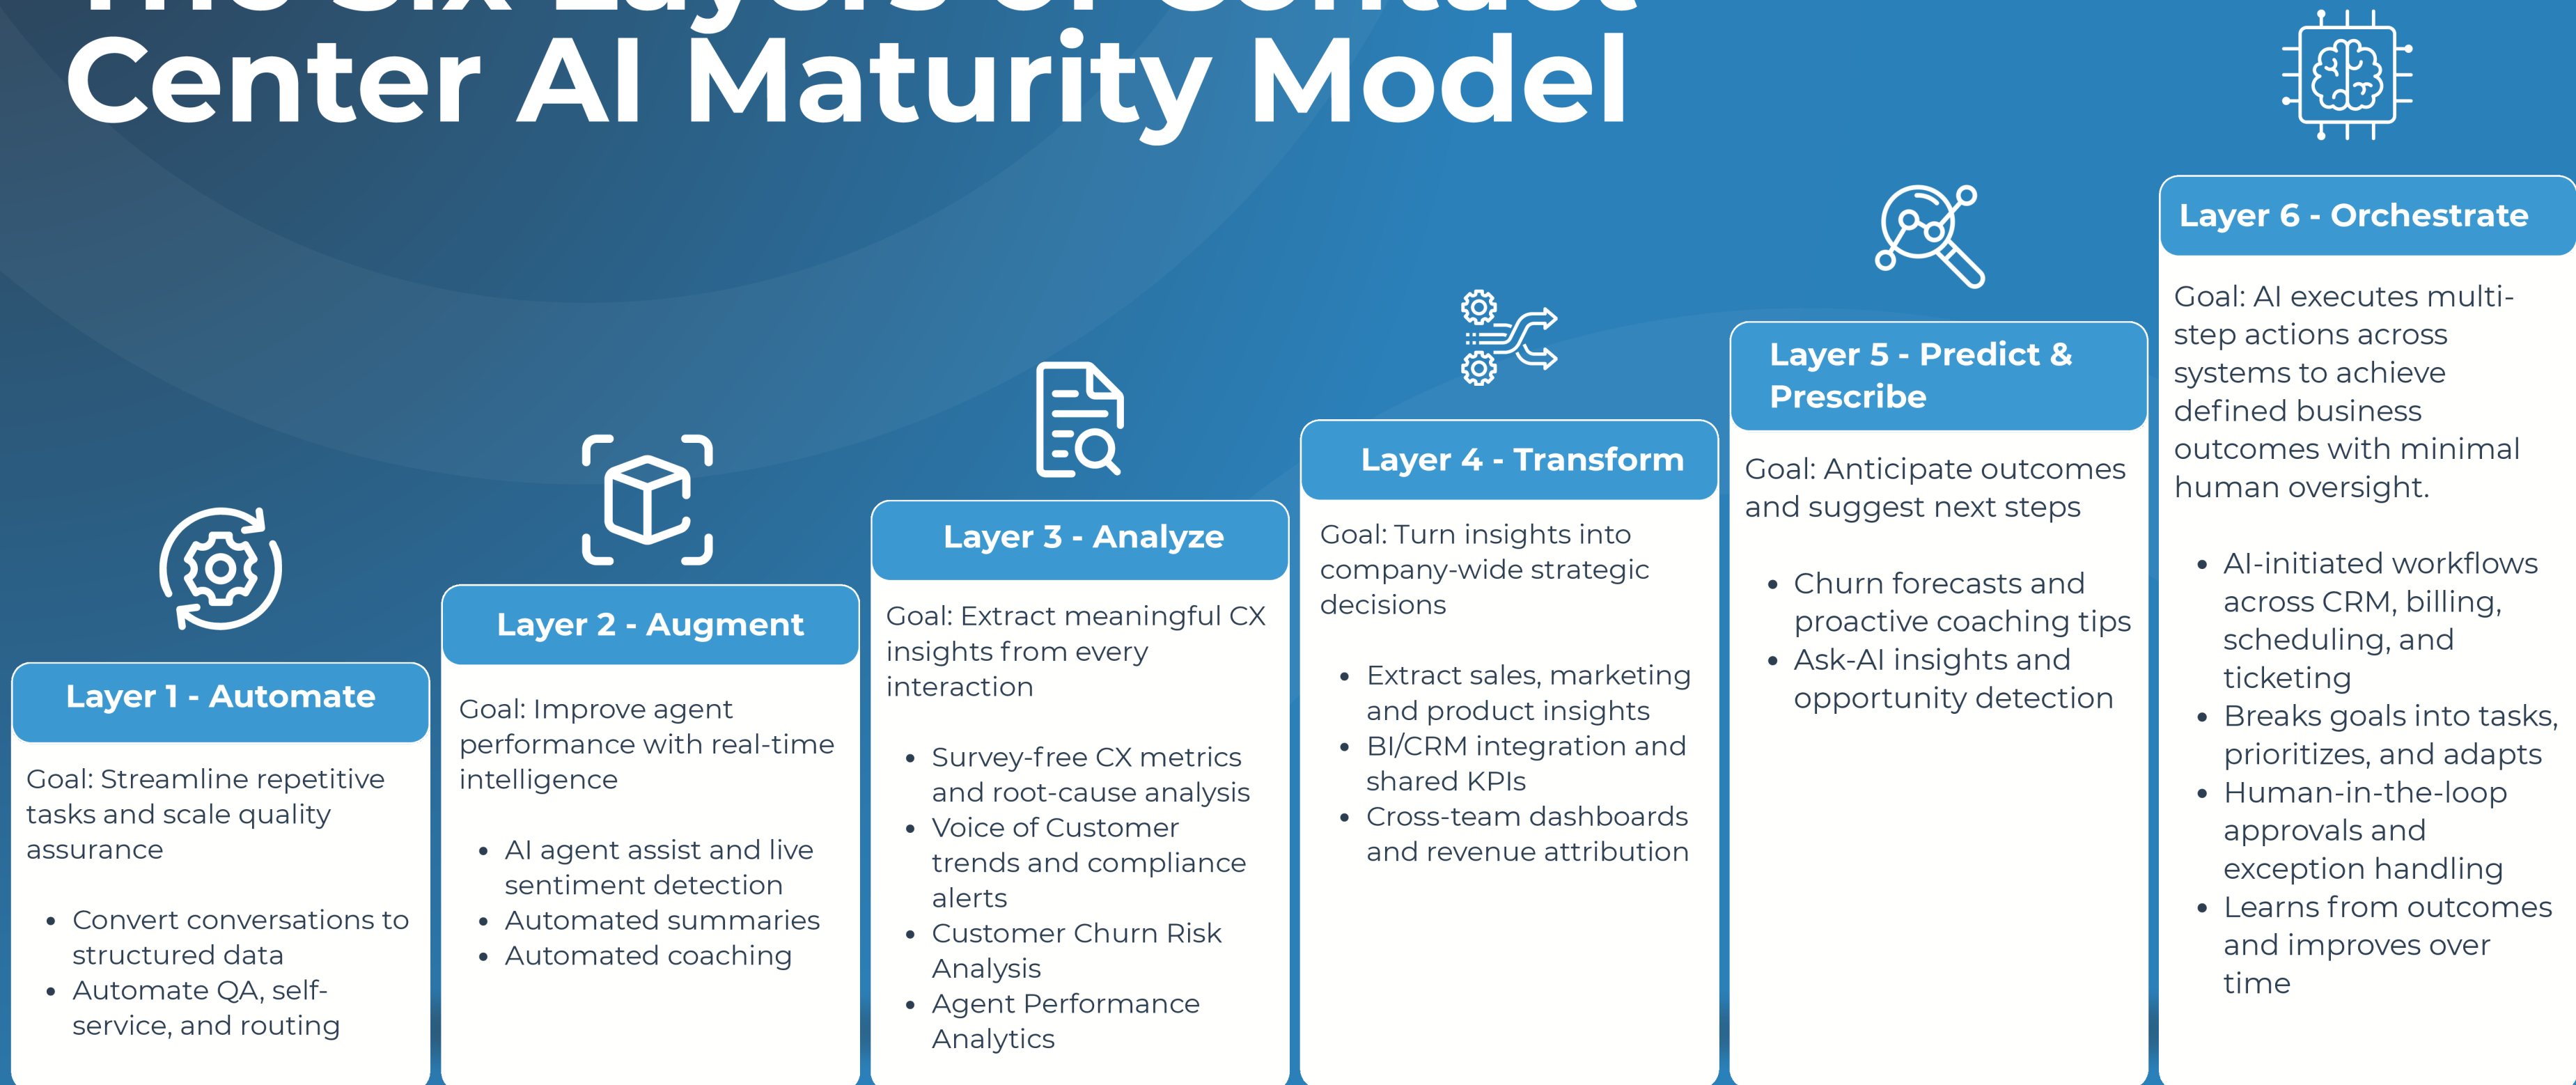 The Six Layers of Contact
Center AI Maturity Model
Layer 1 - Automate
Goal: Streamline repetitive
tasks and scale quality
assurance
• Convert conversations to
structured data
• Automate QA, self-
service, and routing
Layer 2 - Augment
Goal: Improve agent
performance with real-time
intelligence
• AI agent assist and live
sentiment detection
• Automated summaries
• Automated coaching
Layer 3 - Analyze
Goal: Extract meaningful CX
insights from every
interaction
• Survey-free CX metrics
and root-cause analysis
• Voice of Customer
trends and compliance
alerts
• Customer Churn Risk
Analysis
• Agent Performance
Analytics
Layer 4 - Transform
Goal: Turn insights into
company-wide strategic
decisions
• Extract sales, marketing
and product insights
• BI/CRM integration and
shared KPIs
• Cross-team dashboards
and revenue attribution
Layer 5 - Predict &
Prescribe
Goal: Anticipate outcomes
and suggest next steps
• Churn forecasts and
proactive coaching tips
• Ask-AI insights and
opportunity detection
Layer 6 - Orchestrate
Goal: AI executes multi-
step actions across
systems to achieve
defined business
outcomes with minimal
human oversight.
• AI-initiated workflows
across CRM, billing,
scheduling, and
ticketing
• Breaks goals into tasks,
prioritizes, and adapts
• Human-in-the-loop
approvals and
exception handling
• Learns from outcomes
and improves over
time